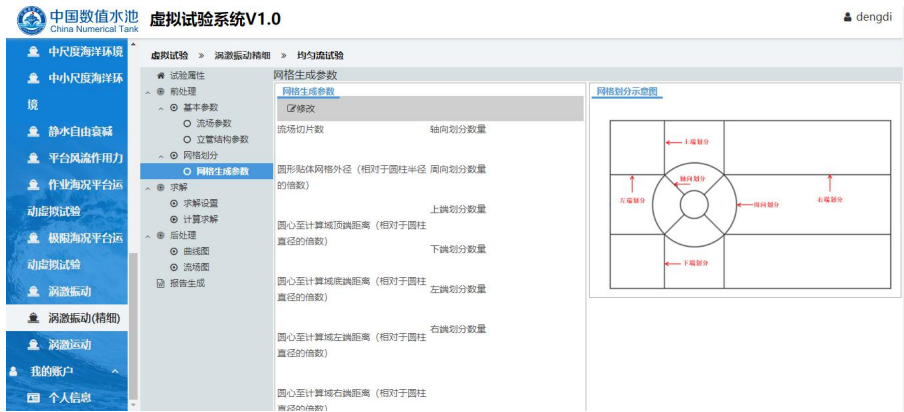 中国数值水池 虚拟试验系统V1.0
China Numerical Tank
dengdi
中尺度海洋环境
中小尺度海洋环
境
静水自由衰减
平台风流作用力
作业海况平台运
动虚拟试验
极限海况平台运
动虚拟试验
涡激振动
涡激振动(精细)
涡激运动
我的账户
个人信息
虚拟试验 » 涡激振动精细 » 均匀流试验
试验属性
前处理
基本参数
流场参数
立管结构参数
网格划分
网格生成参数
求解
求解设置
计算求解
后处理
曲线图
流场图
报告生成
网格生成参数
网格生成参数
修改
流场切片数
轴向划分数量
圆形贴体网格外径（相对于圆柱半径
的倍数）
周向划分数量
圆心至计算域顶端距离（相对于圆柱
直径的倍数）
上端划分数量
下端划分数量
圆心至计算域底端距离（相对于圆柱
直径的倍数）
左端划分数量
圆心至计算域左端距离（相对于圆柱
直径的倍数）
右端划分数量
圆心至计算域右端距离（相对于圆柱
直径的倍数）
网格划分示意图
上端划分
轴向划分
左端划分
周向划分
右端划分
下端划分